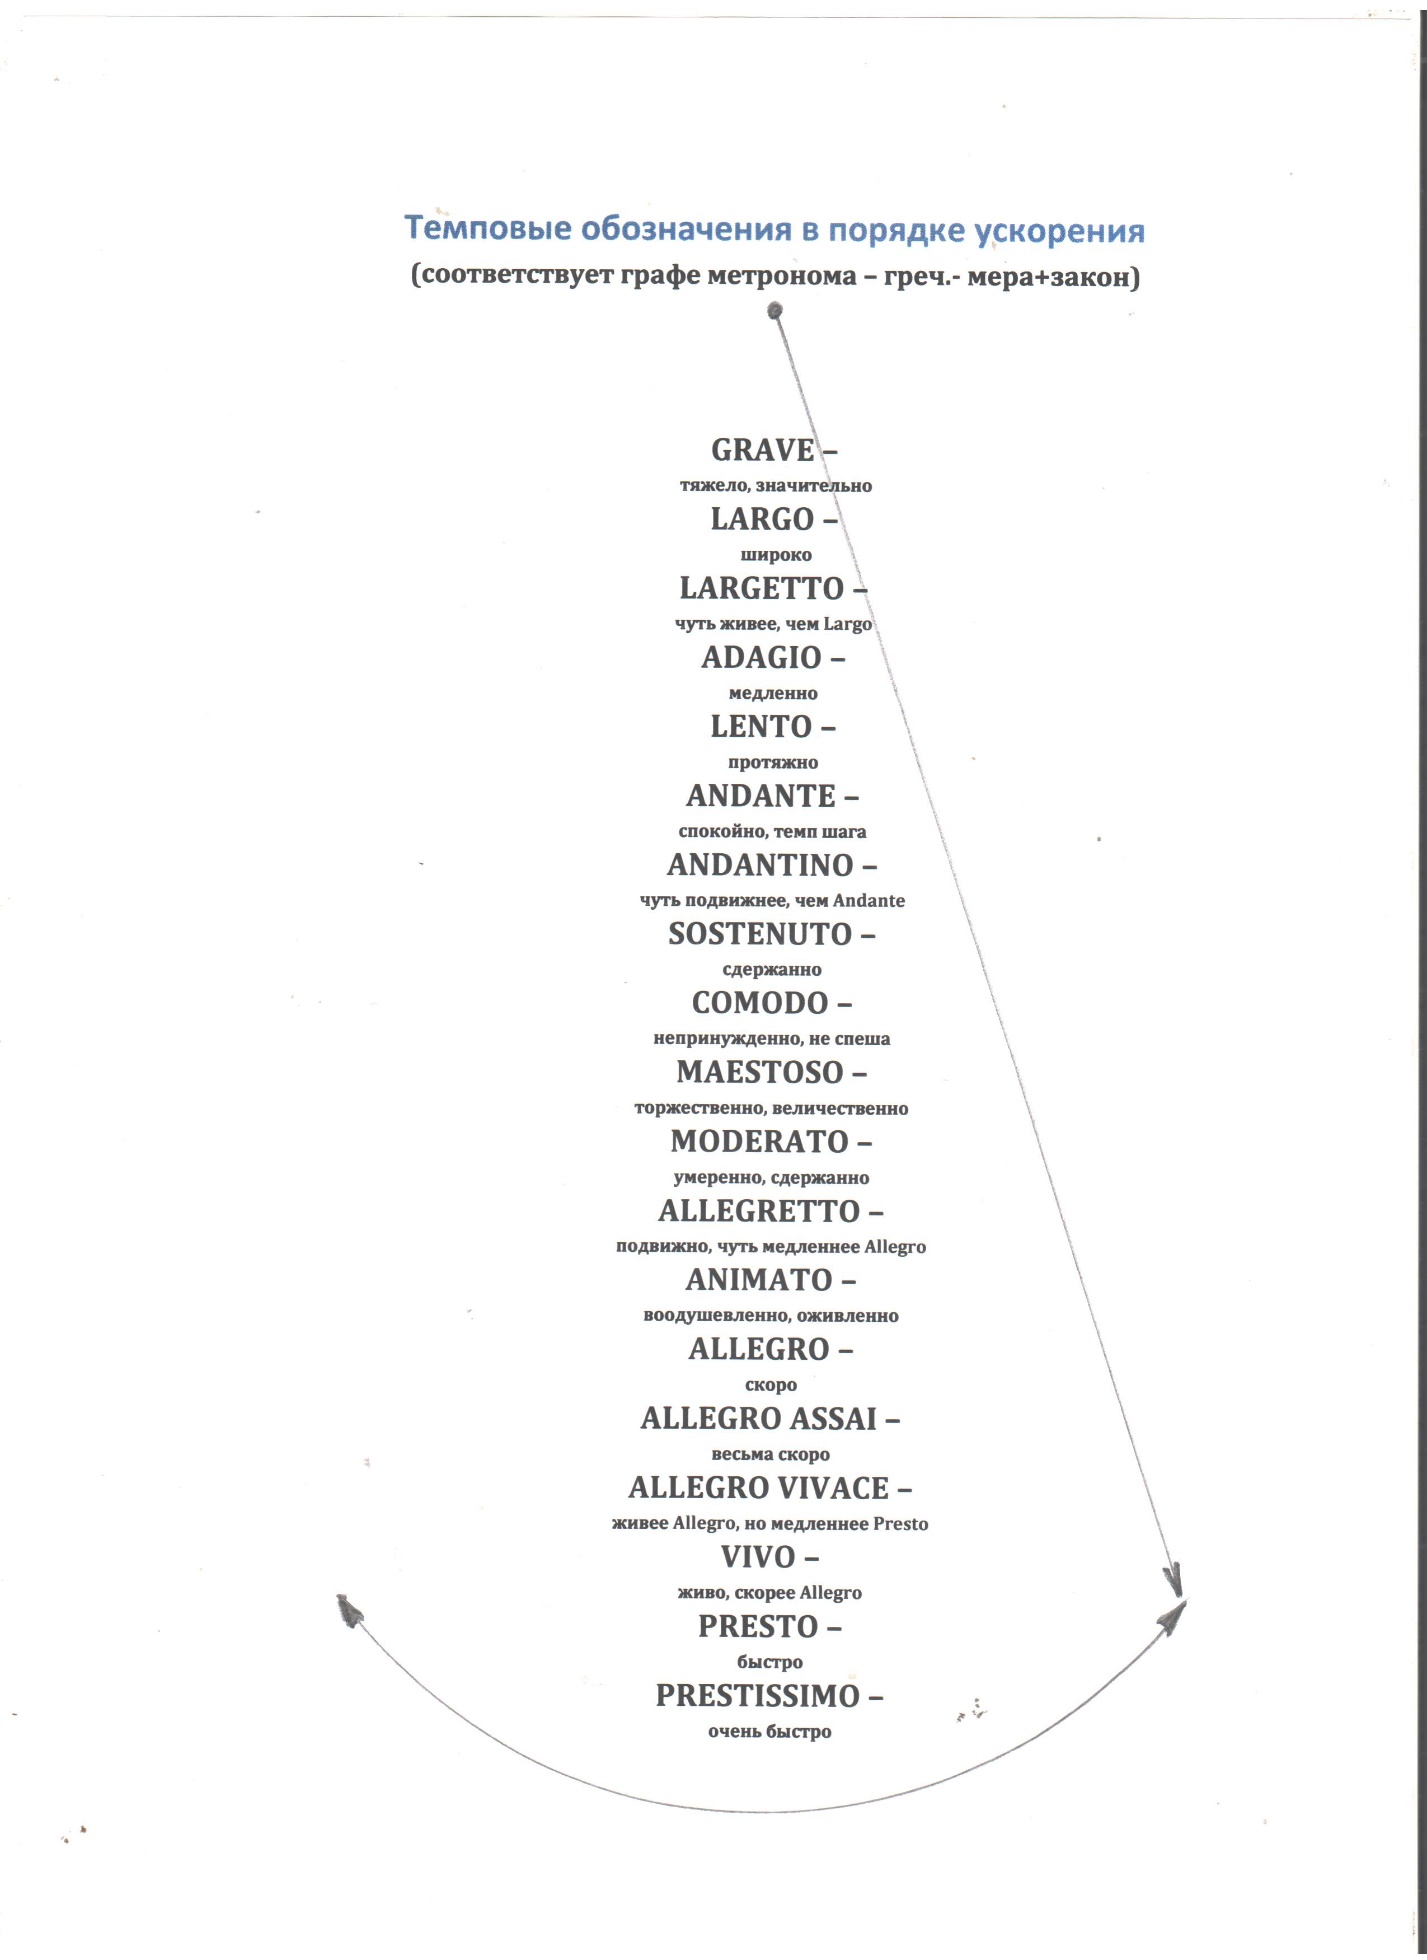 Темповые обозначения в порядке ускорения
(соответствует графе метронома – греч.- мера+закон)
GRAVE –
тяжело, значительно
LARGO –
широко
LARGETTO –
чуть живее, чем Largo
ADAGIO –
медленно
LENTO –
протяжно
ANDANTE –
спокойно, темп шага
ANDANTINO –
чуть подвижнее, чем Andante
SOSTENUTO –
сдержанно
COMODO –
непринужденно, не спеша
MAESTOSO –
торжественно, величественно
MODERATO –
умеренно, сдержанно
ALLEGRETTO –
подвижно, чуть медленнее Allegro
ANIMATO –
воодушевленно, оживленно
ALLEGRO –
скоро
ALLEGRO ASSAI –
весьма скоро
ALLEGRO VIVACE –
живее Allegro, но медленнее Presto
VIVO –
живо, скорее Allegro
PRESTO –
быстро
PRESTISSIMO –
очень быстро